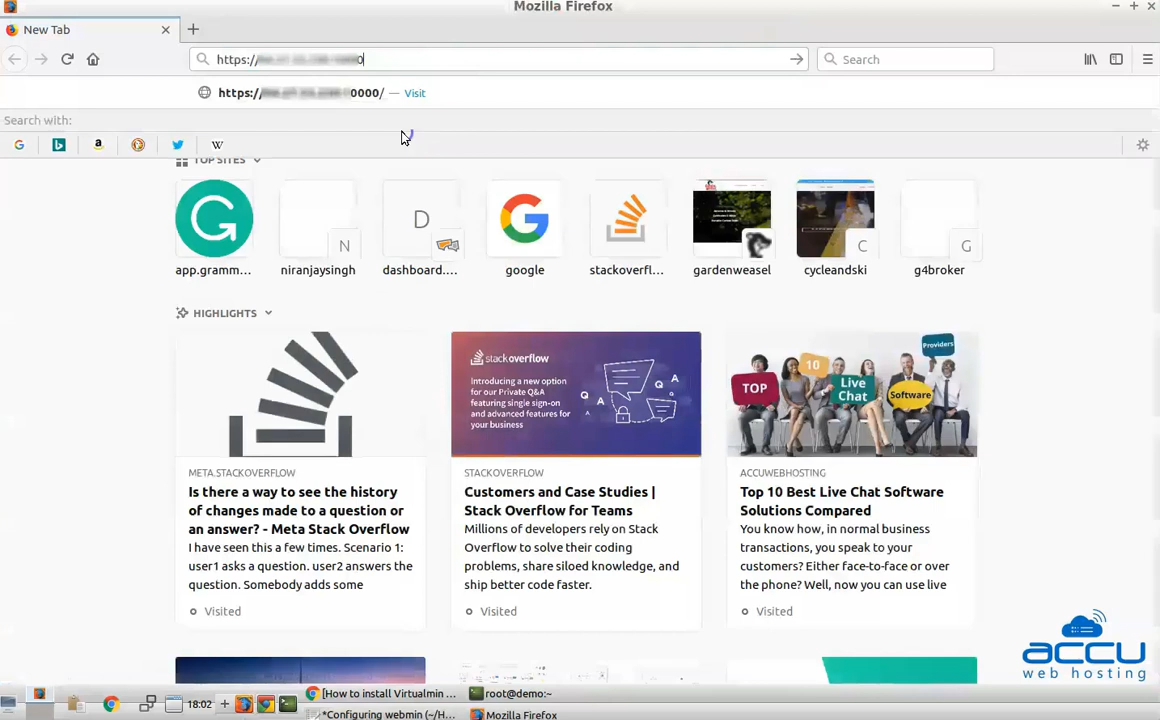 Mozilla Firefox
New Tab
https://
Search
https:// 0000/ — Visit
Search with:
TOP SITES
G
N
D
C
G
app.gramm...
niranjaysingh
dashboard....
google
stackoverfl...
gardenweasel
cycleandski
g4broker
HIGHLIGHTS
stackoverflow
Introducing a new option
for our Private Q&A
featuring single sign-on
and advanced features for
your business
Q
A
Q
A
TOP
10
Live
Chat
Software
Providers
META.STACKOVERFLOW
Is there a way to see the history
of changes made to a question or
an answer? - Meta Stack Overflow
I have seen this a few times. Scenario 1:
user1 asks a question. user2 answers the
question. Somebody adds some
Visited
STACKOVERFLOW
Customers and Case Studies |
Stack Overflow for Teams
Millions of developers rely on Stack
Overflow to solve their coding
problems, share siloed knowledge, and
ship better code faster.
Visited
ACCUWEBHOSTING
Top 10 Best Live Chat Software
Solutions Compared
You know how, in normal business
transactions, you speak to your
customers? Either face-to-face or over
the phone? Well, now you can use live
Visited
accu
web hosting
18:02
[How to install Virtualmin ...
root@demo:~
*Configuring webmin (~/H...
Mozilla Firefox